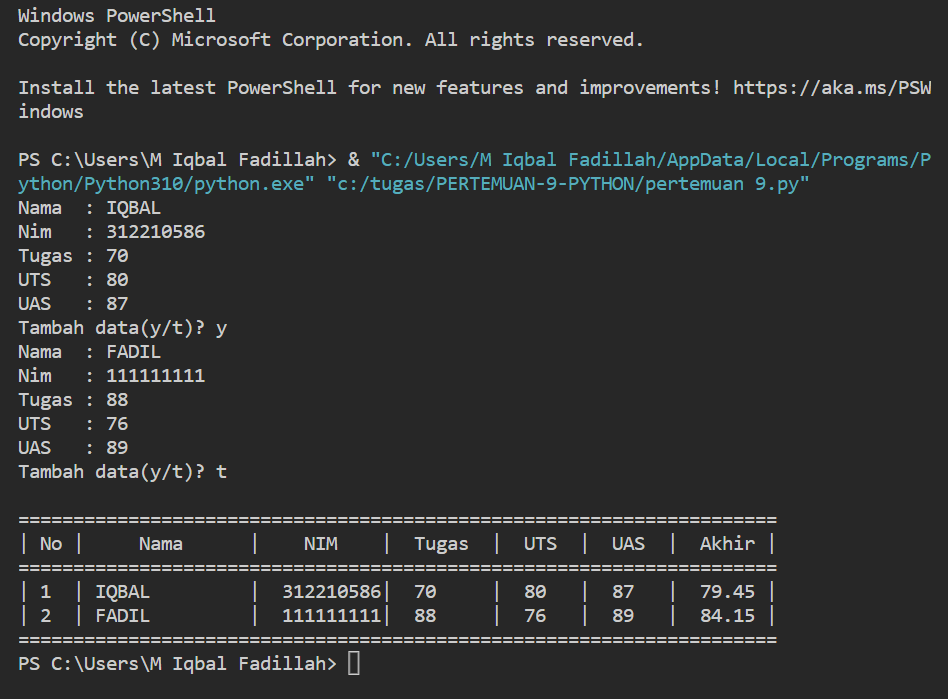 Windows PowerShell
Copyright (C) Microsoft Corporation. All rights reserved.
Install the latest PowerShell for new features and improvements! https://aka.ms/PSW
indows
PS C:\Users\M Iqbal Fadillah> & "C:/Users/M Iqbal Fadillah/AppData/Local/Programs/P
ython/Python310/python.exe" "c:/tugas/PERTEMUAN-9-PYTHON/pertemuan 9.py"
Nama  : IQBAL
Nim   : 312210586
Tugas : 70
UTS   : 80
UAS   : 87
Tambah data(y/t)? y
Nama  : FADIL
Nim   : 111111111
Tugas : 88
UTS   : 76
UAS   : 89
Tambah data(y/t)? t
=====================================================================
| No |     Nama      |    NIM    |  Tugas  |  UTS  |  UAS  |  Akhir |
=====================================================================
| 1  | IQBAL         |  312210586|  70     |  80   |  87   |  79.45 |
| 2  | FADIL         |  111111111|  88     |  76   |  89   |  84.15 |
=====================================================================
PS C:\Users\M Iqbal Fadillah>